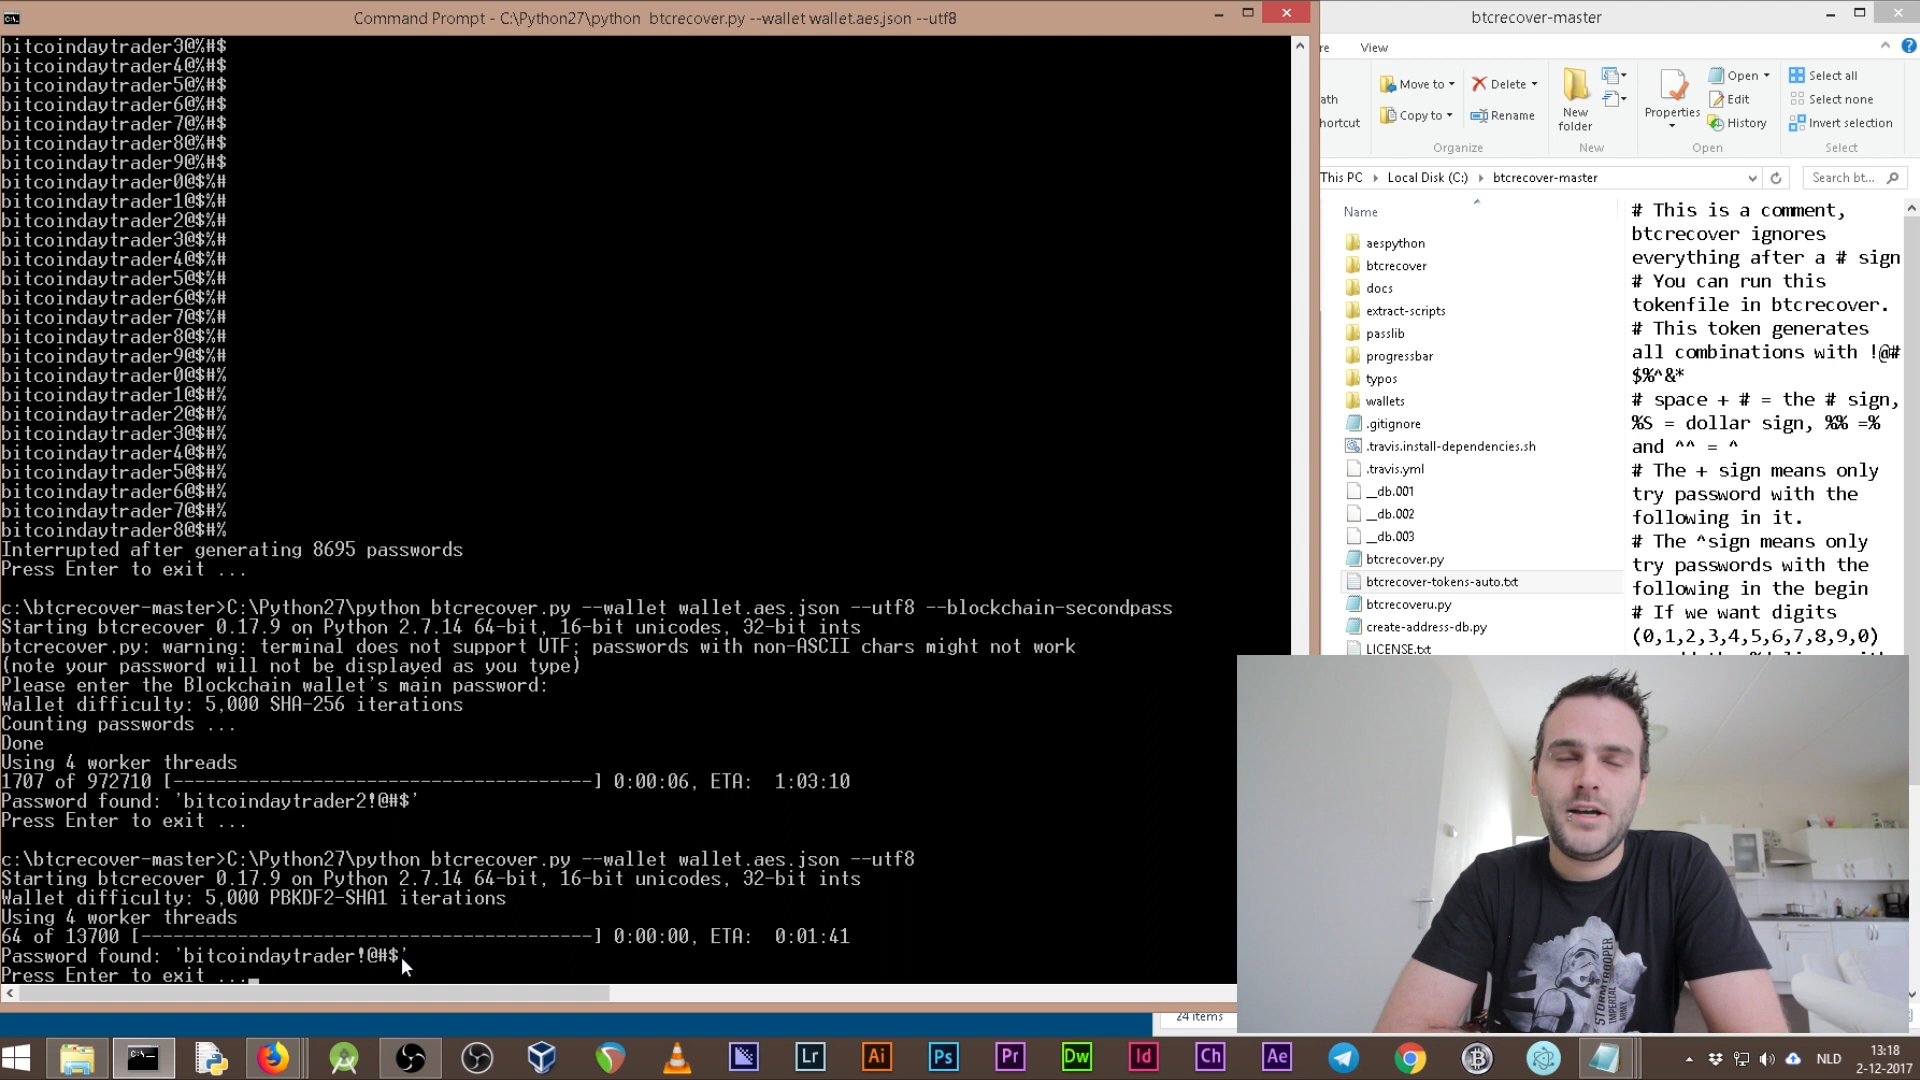 Command Prompt - C:\Python27\python btcrecover.py --wallet wallet.aes.json --utf8
bitcoindaytrader3@%#$
bitcoindaytrader4@%#$
bitcoindaytrader5@%#$
bitcoindaytrader6@%#$
bitcoindaytrader7@%#$
bitcoindaytrader8@%#$
bitcoindaytrader9@%#$
bitcoindaytrader0@$%#
bitcoindaytrader1@$%#
bitcoindaytrader2@$%#
bitcoindaytrader3@$%#
bitcoindaytrader4@$%#
bitcoindaytrader5@$%#
bitcoindaytrader6@$%#
bitcoindaytrader7@$%#
bitcoindaytrader8@$%#
bitcoindaytrader9@$%#
bitcoindaytrader0@$#%
bitcoindaytrader1@$#%
bitcoindaytrader2@$#%
bitcoindaytrader3@$#%
bitcoindaytrader4@$#%
bitcoindaytrader5@$#%
bitcoindaytrader6@$#%
bitcoindaytrader7@$#%
bitcoindaytrader8@$#%
Interrupted after generating 8695 passwords
Press Enter to exit ...
c:\btcrecover-master>C:\Python27\python btcrecover.py --wallet wallet.aes.json --utf8 --blockchain-secondpass
Starting btcrecover 0.17.9 on Python 2.7.14 64-bit, 16-bit unicodes, 32-bit ints
btcrecover.py: warning: terminal does not support UTF; passwords with non-ASCII chars might not work
(note your password will not be displayed as you type)
Please enter the Blockchain wallet's main password:
Wallet difficulty: 5,000 SHA-256 iterations
Counting passwords ...
Done
Using 4 worker threads
1707 of 972710 [----------------------------------------] 0:00:06, ETA:  1:03:10
Password found: 'bitcoindaytrader2!@#$'
Press Enter to exit ...
c:\btcrecover-master>C:\Python27\python btcrecover.py --wallet wallet.aes.json --utf8
Starting btcrecover 0.17.9 on Python 2.7.14 64-bit, 16-bit unicodes, 32-bit ints
Wallet difficulty: 5,000 PBKDF2-SHA1 iterations
Using 4 worker threads
64 of 13700 [-------------------------------------------] 0:00:00, ETA:  0:01:41
Password found: 'bitcoindaytrader!@#$'
Press Enter to exit ...
btcrecover-master
re View
ath
hortcut
Move to
Copy to
Delete
Rename
Organize
New folder
New
Properties
Open
Edit
History
Open
Select all
Select none
Invert selection
Select
This PC Local Disk (C:) btcrecover-master
Search bt...
Name
aespython
btcrecover
docs
extract-scripts
passlib
progressbar
typos
wallets
.gitignore
.travis.install-dependencies.sh
.travis.yml
__db.001
__db.002
__db.003
btcrecover.py
btcrecover-tokens-auto.txt
btcrecoveru.py
create-address-db.py
LICENSE.txt
# This is a comment,
btcrecover ignores
everything after a # sign
# You can run this
tokenfile in btcrecover.
# This token generates
all combinations with !@#
$%^&*
# space + # = the # sign,
%S = dollar sign, %% =%
and ^^ = ^
# The + sign means only
try password with the
following in it.
# The ^sign means only
try passwords with the
following in the begin
# If we want digits
(0,1,2,3,4,5,6,7,8,9,0)
24 items
STORMTROOPER
IMPERIAL
ARMY
Lr
Ai
Ps
Pr
Dw
Id
Ch
Ae
NLD
13:18
2-12-2017